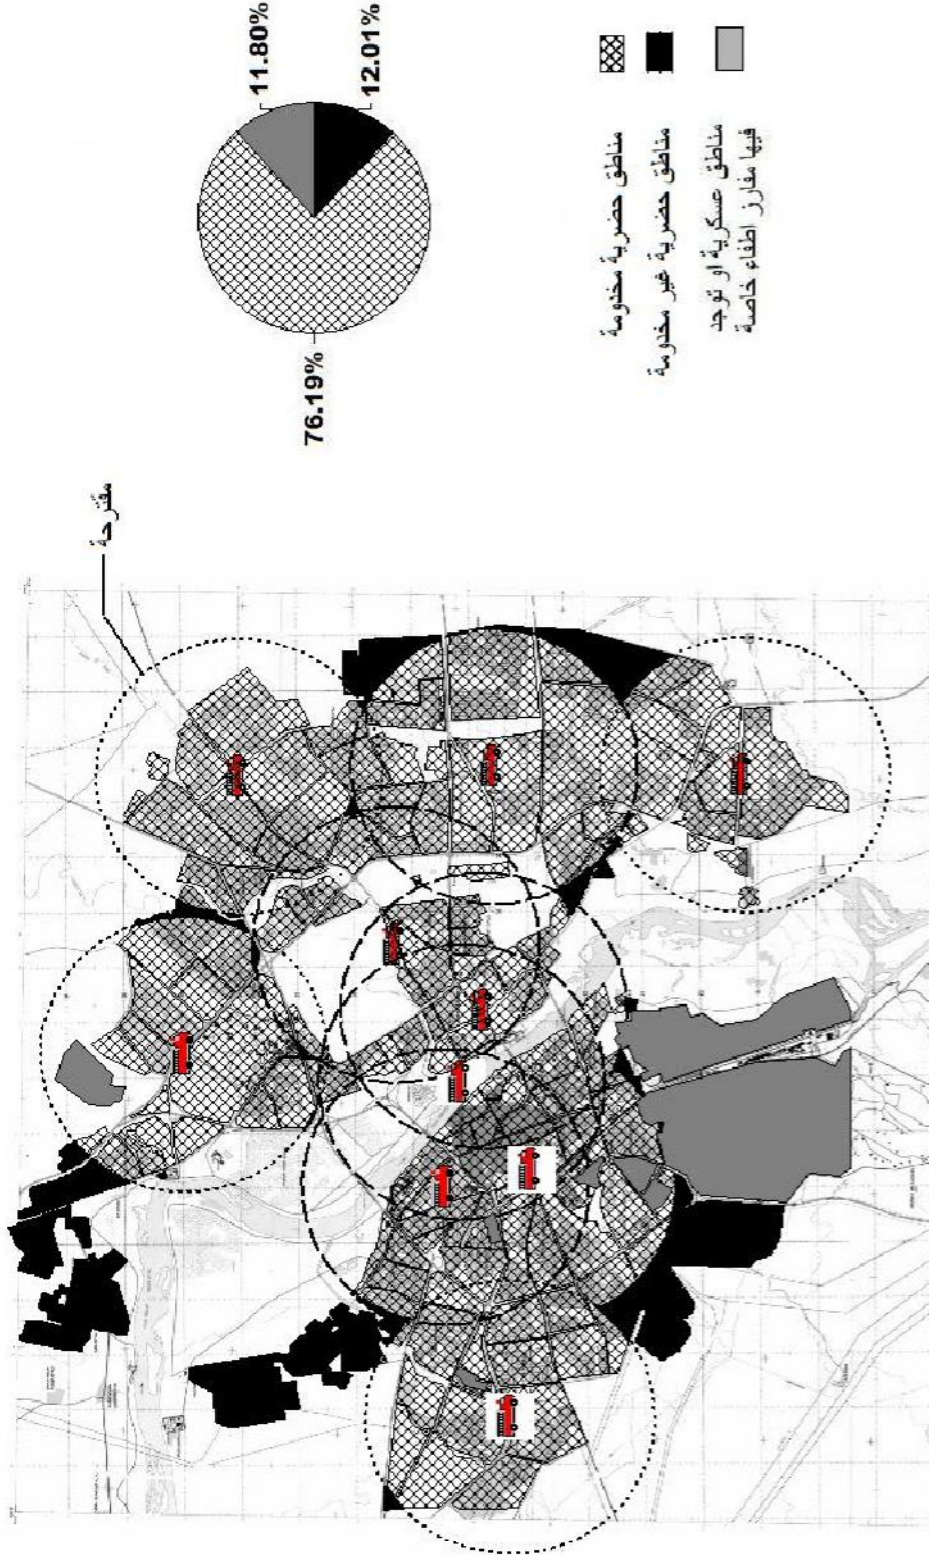 11.80%
12.01%
76.19%
مناطق حضرية مخدومة
مناطق حضرية غير مخدومة
مناطق عسكرية او توجد
فيها مفارز اطفاء خاصة
مقترحة